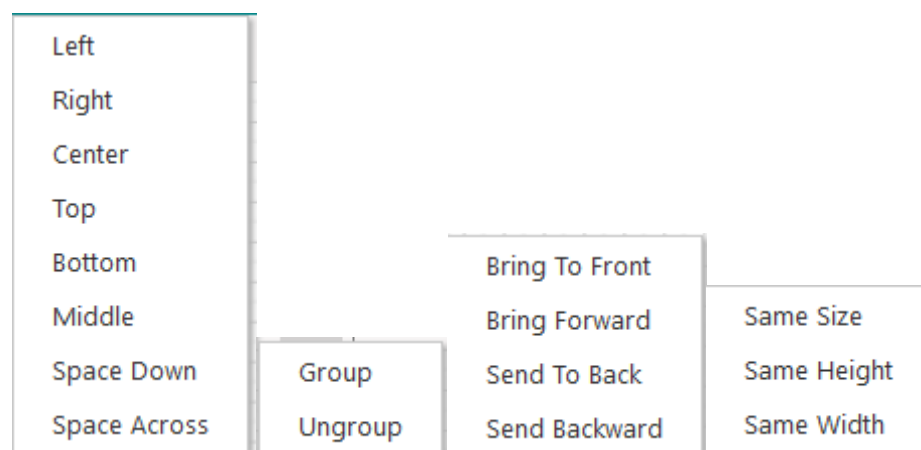 Left
Right
Center
Top
Bottom
Middle
Space Down
Space Across
Group
Ungroup
Bring To Front
Bring Forward
Send To Back
Send Backward
Same Size
Same Height
Same Width